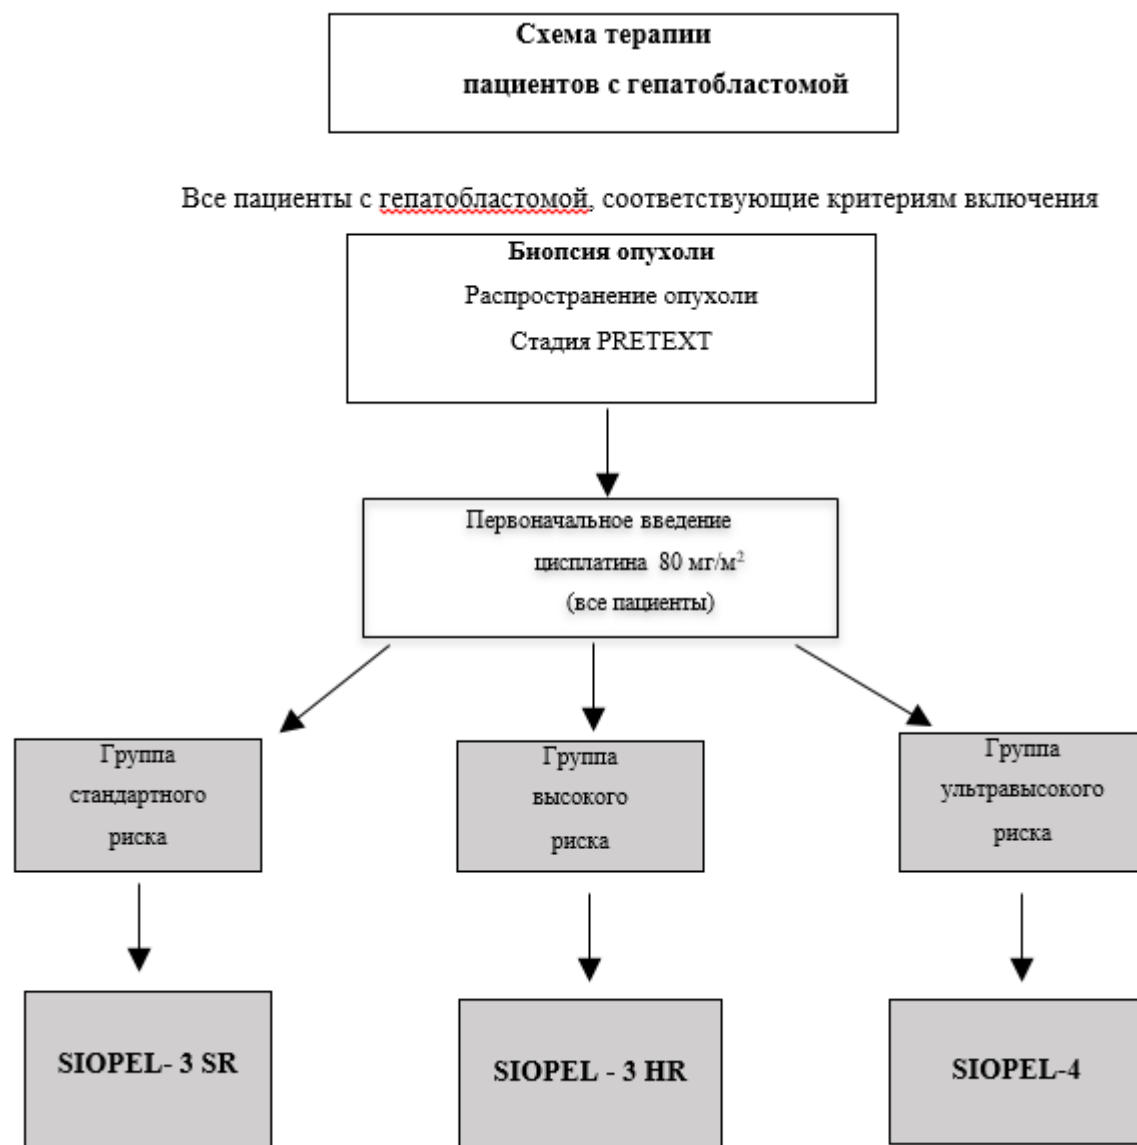 Схема терапии
пациентов с гепатобластомой
Все пациенты с гепатобластомой, соответствующие критериям включения
Биопсия опухоли
Распространение опухоли
Стадия PRETEXT
Первоначальное введение
цисплатина 80 мг/м²
(все пациенты)
Группа
стандартного
риска
Группа
высокого
риска
Группа
ультравысокого
риска
SIOPEL- 3 SR
SIOPEL - 3 HR
SIOPEL-4